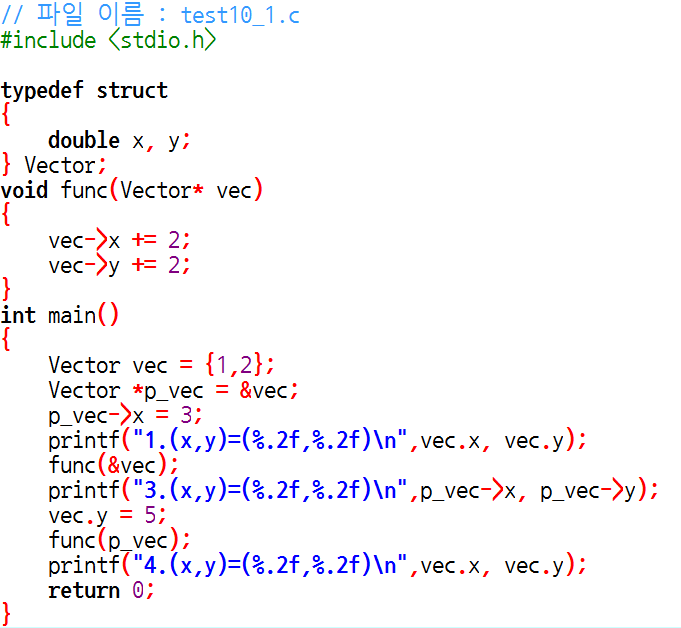 // 파일 이름 : test10_1.c
#include <stdio.h>
typedef struct
{
    double x, y;
} Vector;
void func(Vector* vec)
{
    vec->x += 2;
    vec->y += 2;
}
int main()
{
    Vector vec = {1,2};
    Vector *p_vec = &vec;
    p_vec->x = 3;
    printf("1.(x,y)=(%.2f,%.2f)\n",vec.x, vec.y);
    func(&vec);
    printf("3.(x,y)=(%.2f,%.2f)\n",p_vec->x, p_vec->y);
    vec.y = 5;
    func(p_vec);
    printf("4.(x,y)=(%.2f,%.2f)\n",vec.x, vec.y);
    return 0;
}